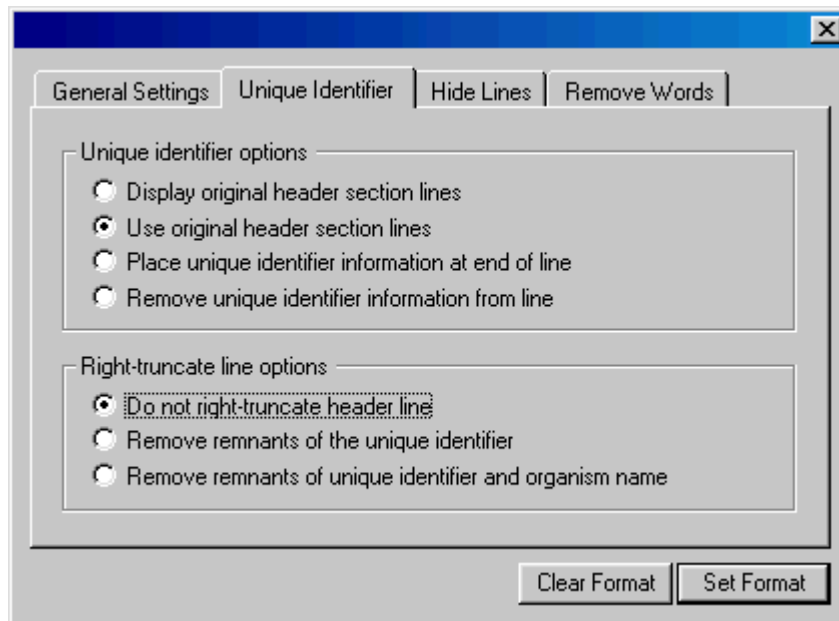 General Settings Unique Identifier Hide Lines Remove Words
Unique identifier options
Display original header section lines
Use original header section lines
Place unique identifier information at end of line
Remove unique identifier information from line
Right-truncate line options
Do not right-truncate header line
Remove remnants of the unique identifier
Remove remnants of unique identifier and organism name
Clear Format Set Format